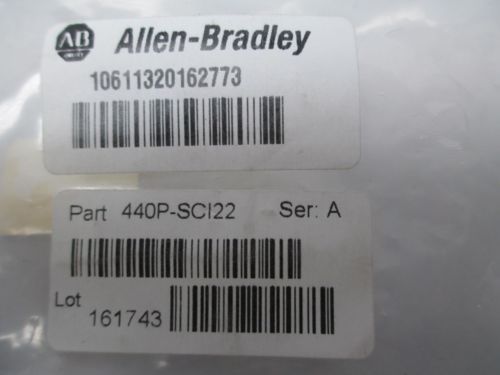 AB
Allen-Bradley
10611320162773
Part 440P-SCI22 Ser: A
Lot 161743